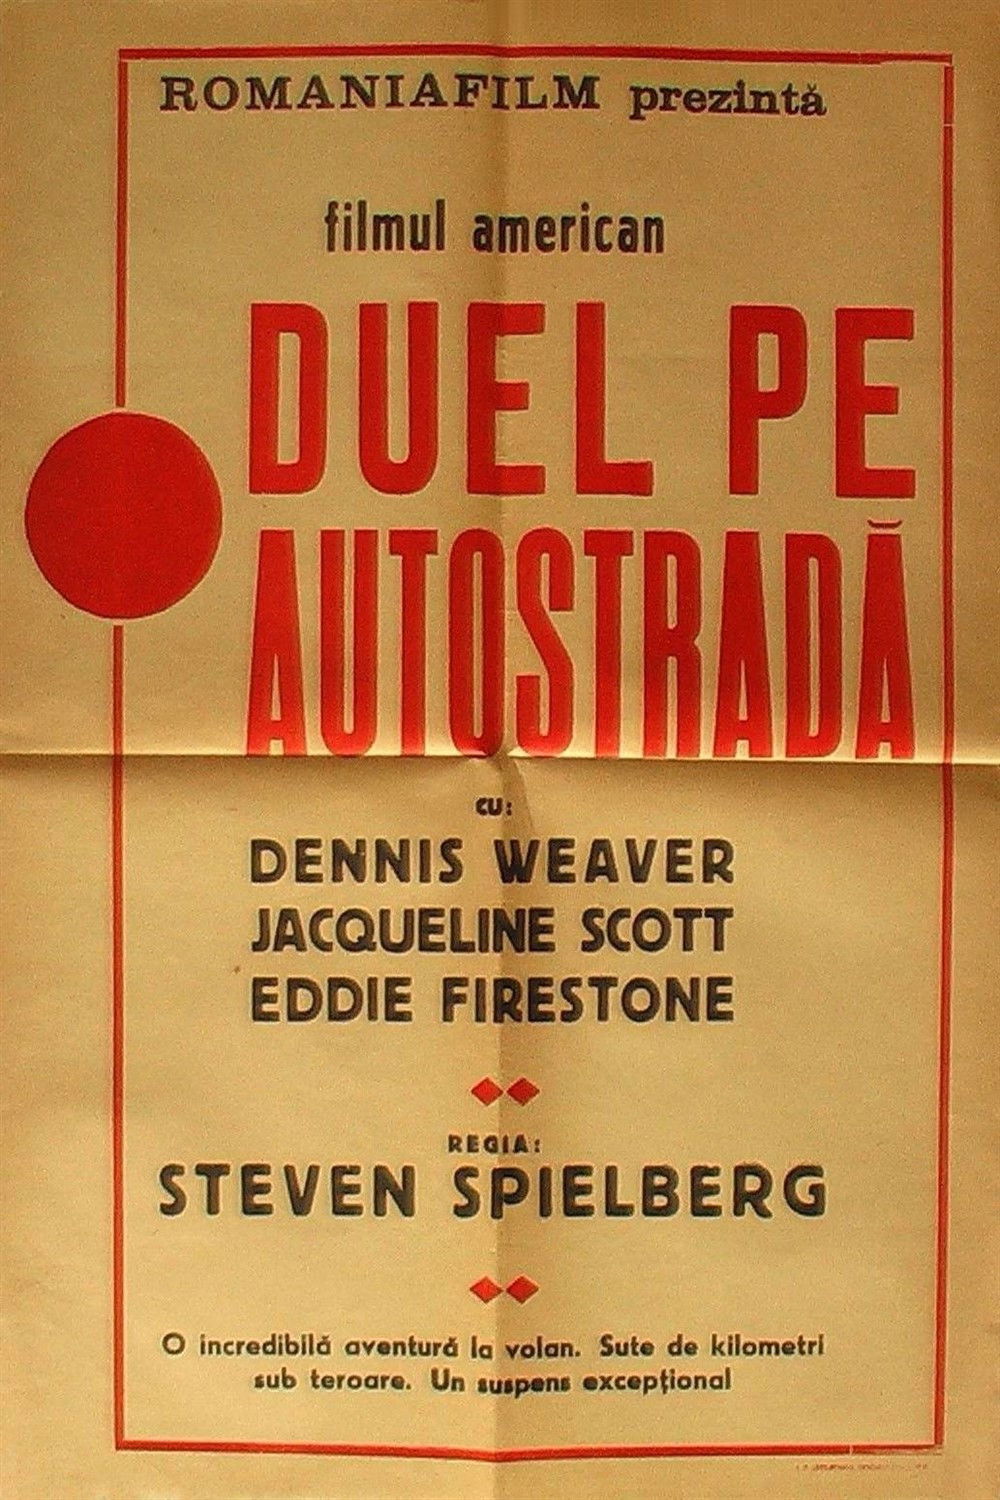 ROMANIAFILM prezintă
filmul american
DUEL PE
AUTOSTRADĂ
CU:
DENNIS WEAVER
JACQUELINE SCOTT
EDDIE FIRESTONE
REGIA:
STEVEN SPIELBERG
O incredibilă aventură la volan. Sute de kilometri
sub teroare. Un suspens excepţional